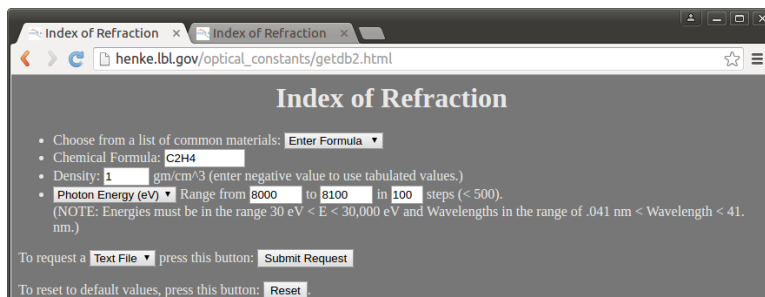 Index of Refraction × Index of Refraction ×
henke.lbl.gov/optical_constants/getdb2.html
Index of Refraction
• Choose from a list of common materials: Enter Formula ▼
• Chemical Formula: C2H4
• Density: 1 gm/cm^3 (enter negative value to use tabulated values.)
• Photon Energy (eV) ▼ Range from 8000 to 8100 in 100 steps (< 500).
(NOTE: Energies must be in the range 30 eV < E < 30,000 eV and Wavelengths in the range of .041 nm < Wavelength < 41.
nm.)
To request a Text File ▼ press this button: Submit Request
To reset to default values, press this button: Reset .